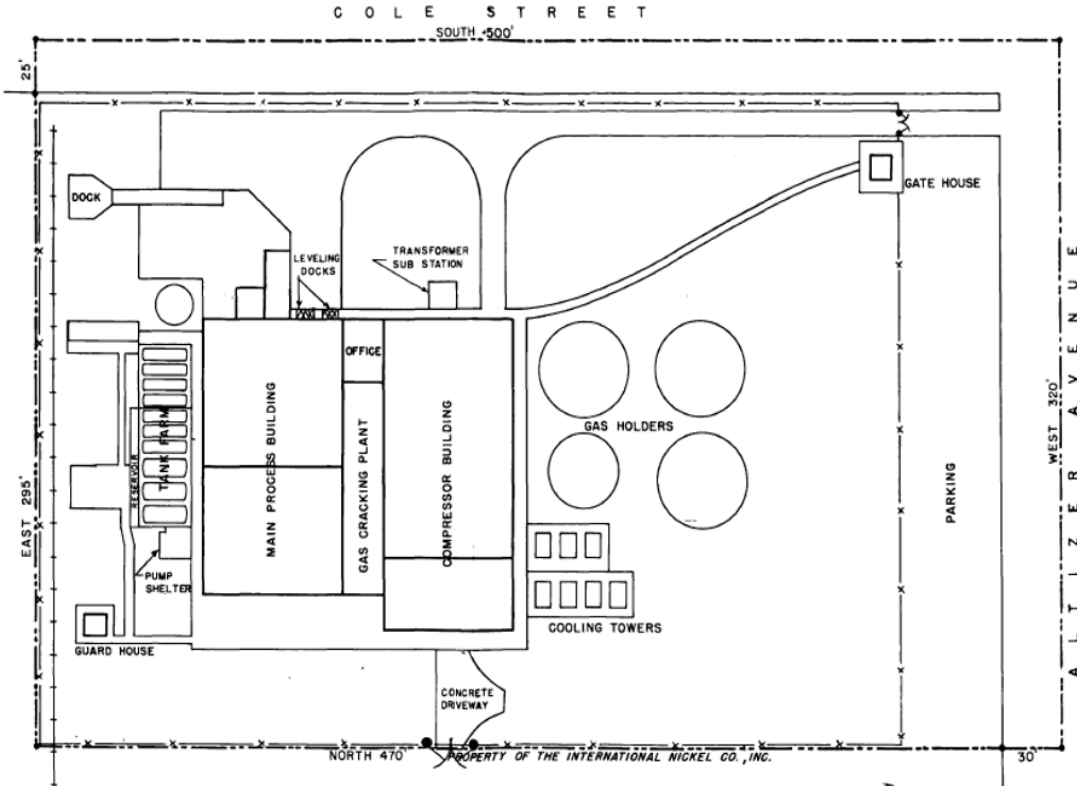 COLE STREET
SOUTH 500'
25'
DOCK
GATE HOUSE
LEVELING
DOCKS
TRANSFORMER
SUB STATION
OFFICE
MAIN PROCESS BUILDING
GAS CRACKING PLANT
COMPRESSOR BUILDING
GAS HOLDERS
TANK FARM
RESERVOIR
PUMP
SHELTER
GUARD HOUSE
COOLING TOWERS
CONCRETE
DRIVEWAY
PARKING
EAST 295'
WEST 320'
ALTIZER AVENUE
NORTH 470'
PROPERTY OF THE INTERNATIONAL NICKEL CO., INC.
30'